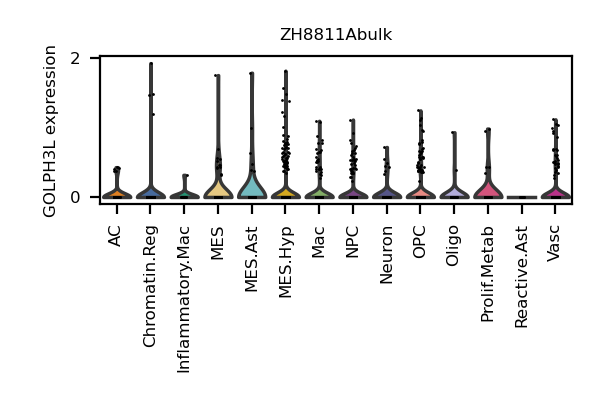 ZH8811Abulk
GOLPH3L expression
2
0
AC
Chromatin.Reg
Inflammatory.Mac
MES
MES.Ast
MES.Hyp
Mac
NPC
Neuron
OPC
Oligo
Prolif.Metab
Reactive.Ast
Vasc